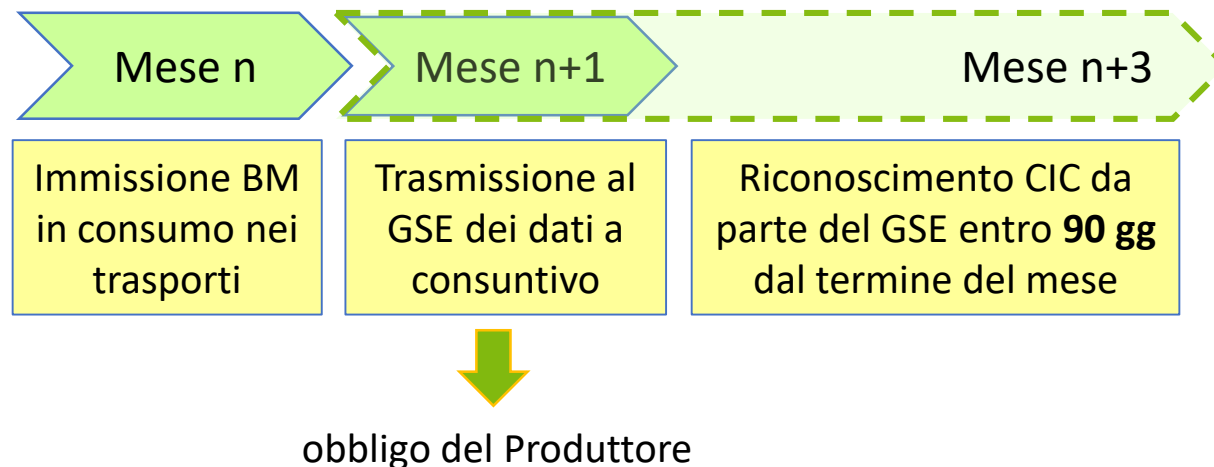 Mese n
Mese n+1
Mese n+3
Immissione BM
in consumo nei
trasporti
Trasmissione al
GSE dei dati a
consuntivo
Riconoscimento CIC da
parte del GSE entro 90 gg
dal termine del mese
obbligo del Produttore